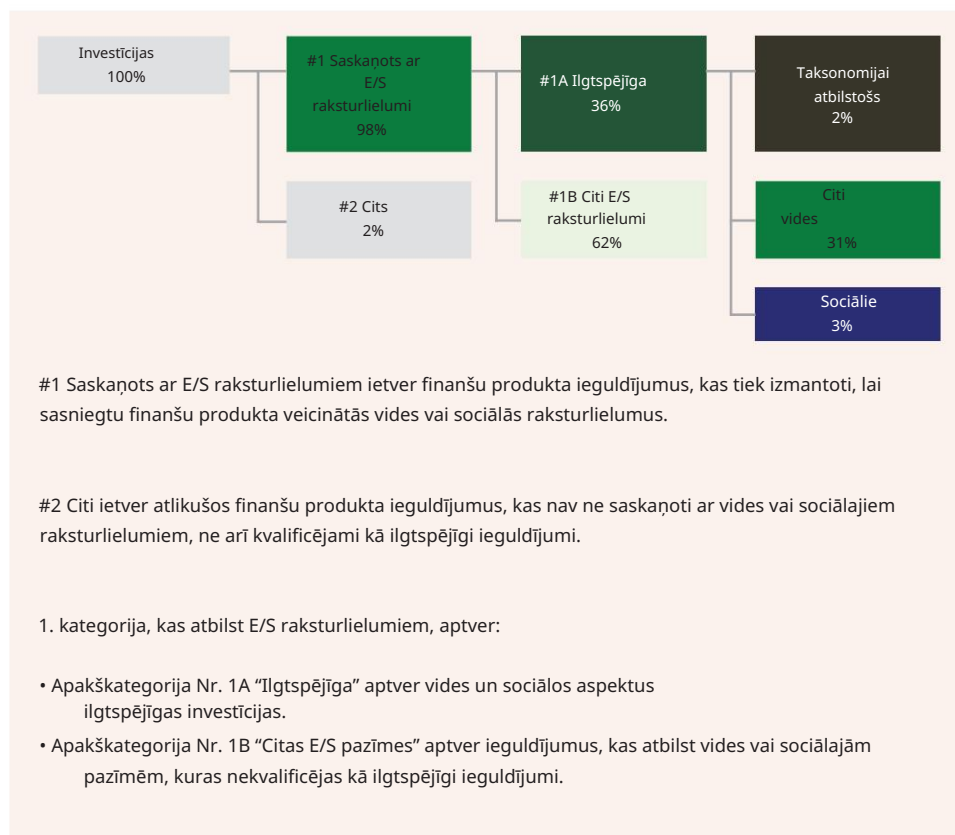 Investīcijas
100%
#1 Saskaņots ar
E/S
raksturlielumi
98%
#2 Cits
2%
#1A Ilgtspējīga
36%
#1B Citi E/S
raksturlielumi
62%
Taksonomijai
atbilstošs
2%
Citi
vides
31%
Sociālie
3%
#1 Saskaņots ar E/S raksturlielumiem ietver finanšu produkta ieguldījumus, kas tiek izmantoti, lai
sasniegtu finanšu produkta veicinātās vides vai sociālās raksturlielumus.
#2 Citi ietver atlikušos finanšu produkta ieguldījumus, kas nav ne saskaņoti ar vides vai sociālajiem
raksturlielumiem, ne arī kvalificējami kā ilgtspējīgi ieguldījumi.
1. kategorija, kas atbilst E/S raksturlielumiem, aptver:
• Apakškategorija Nr. 1A “Ilgtspējīga” aptver vides un sociālos aspektus
ilgtspējīgas investīcijas.
• Apakškategorija Nr. 1B “Citas E/S pazīmes” aptver ieguldījumus, kas atbilst vides vai sociālajām
pazīmēm, kuras nekvalificējas kā ilgtspējīgi ieguldījumi.